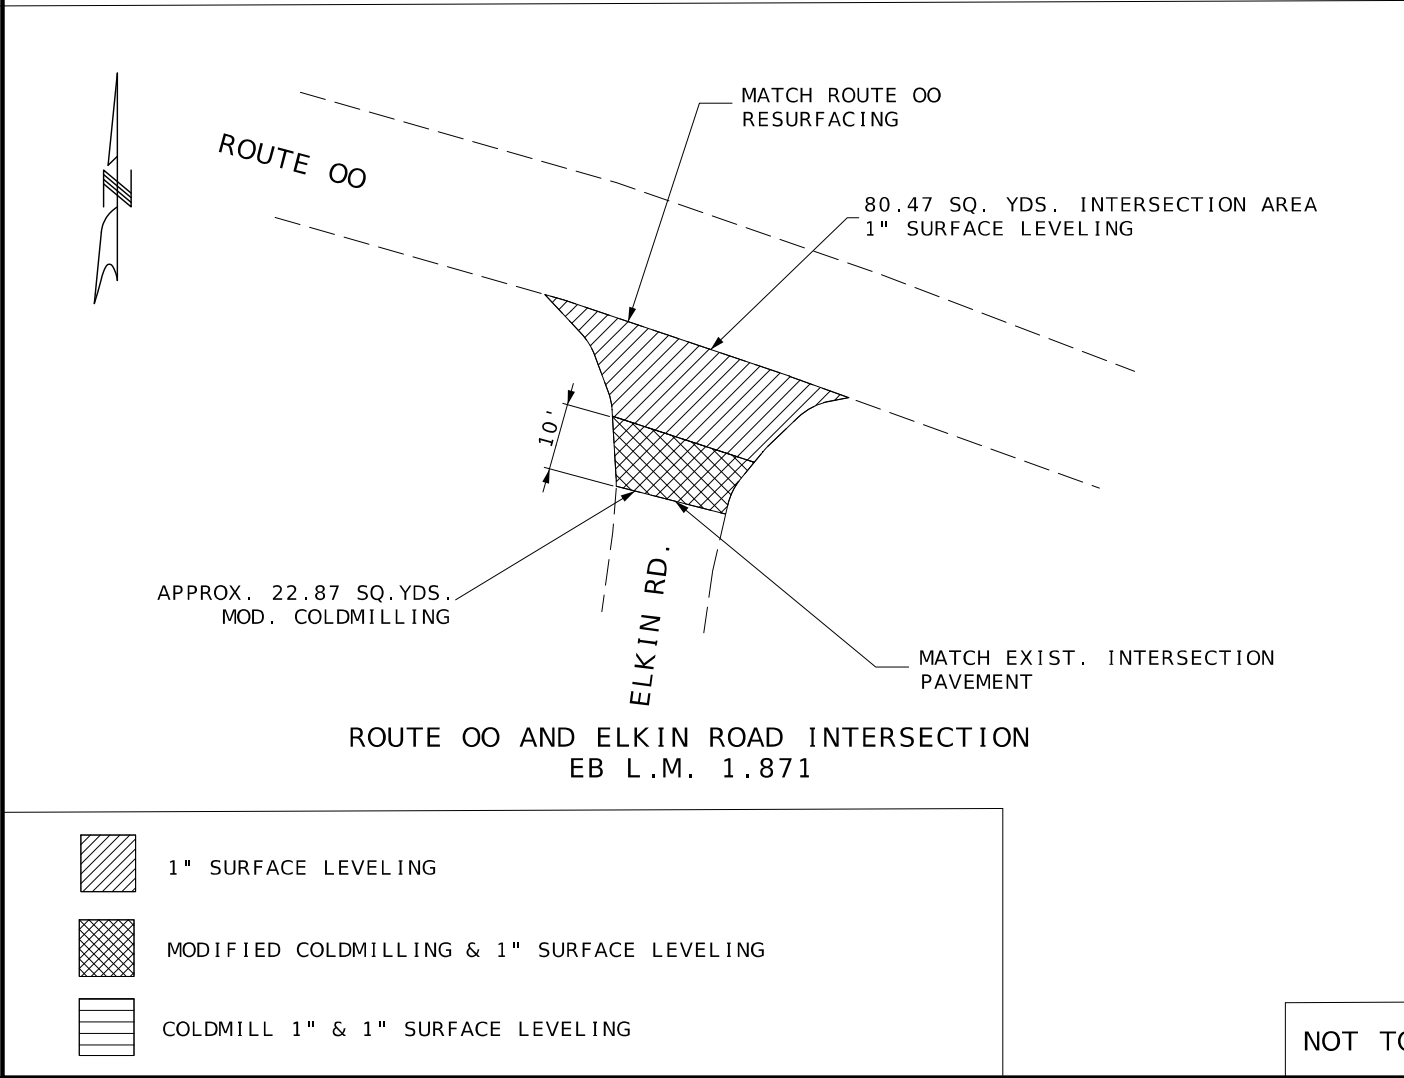 MATCH ROUTE OO
RESURFACING
ROUTE OO
80.47 SQ. YDS. INTERSECTION AREA
1" SURFACE LEVELING
N
10'
APPROX. 22.87 SQ.YDS.
MOD. COLDMILLING
ELKIN RD.
MATCH EXIST. INTERSECTION
PAVEMENT
ROUTE OO AND ELKIN ROAD INTERSECTION
EB L.M. 1.871
1" SURFACE LEVELING
MODIFIED COLDMILLING & 1" SURFACE LEVELING
COLDMILL 1" & 1" SURFACE LEVELING
NOT TO